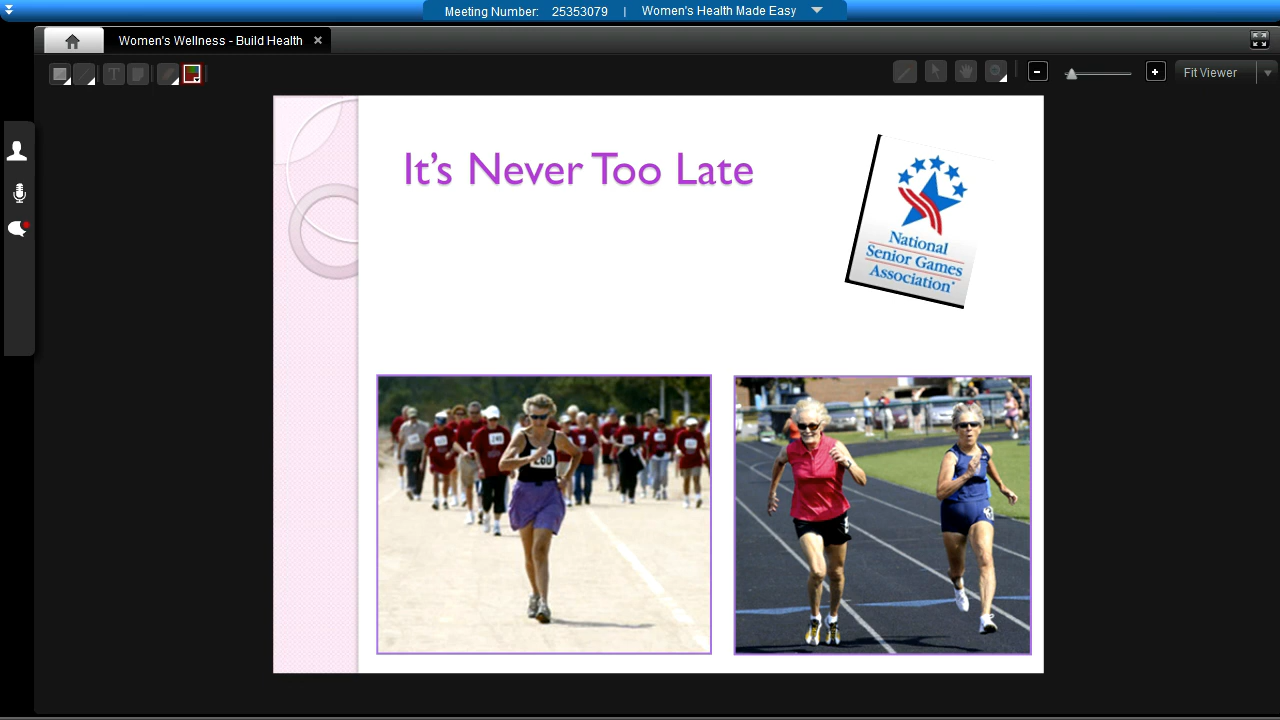 Meeting Number: 25353079 | Women's Health Made Easy
Women's Wellness - Build Health
T
Fit Viewer
It's Never Too Late
National
Senior Games
Association
260